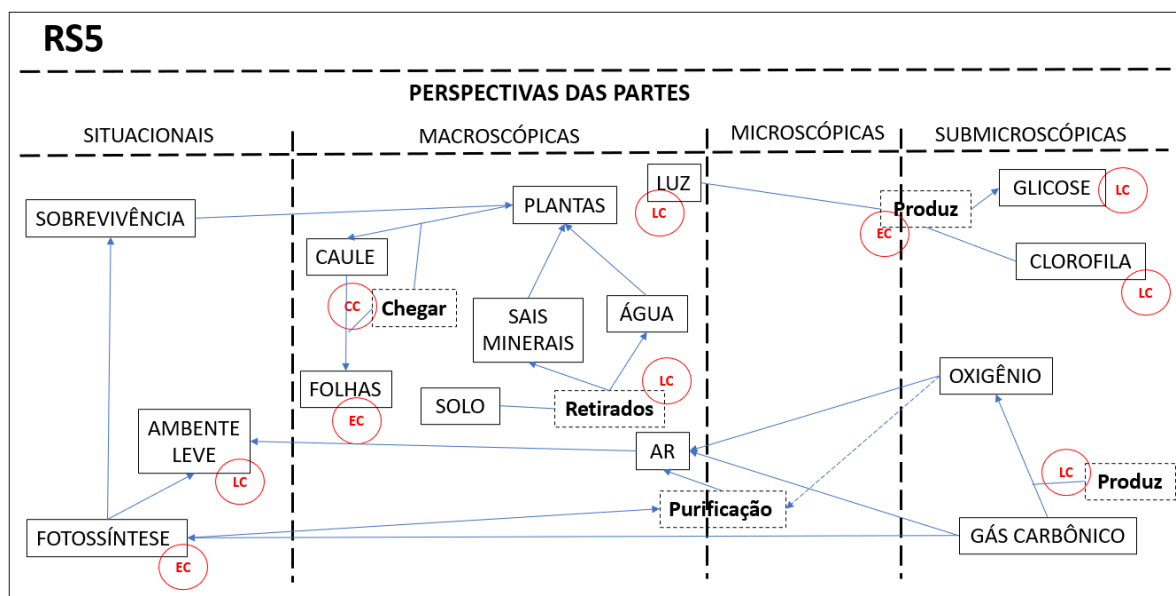 RS5
PERSPECTIVAS DAS PARTES
SITUACIONAIS
MACROSCÓPICAS
MICROSCÓPICAS
SUBMICROSCÓPICAS
SOBREVIVÊNCIA
PLANTAS
LUZ
LC
Produz
EC
GLICOSE
LC
CAULE
CLOROFILA
LC
CC
Chegar
SAIS
MINERAIS
ÁGUA
FOLHAS
EC
SOLO
Retirados
LC
OXIGÊNIO
AMBENTE
LEVE
LC
AR
LC
Produz
Purificação
FOTOSSÍNTESE
EC
GÁS CARBÔNICO